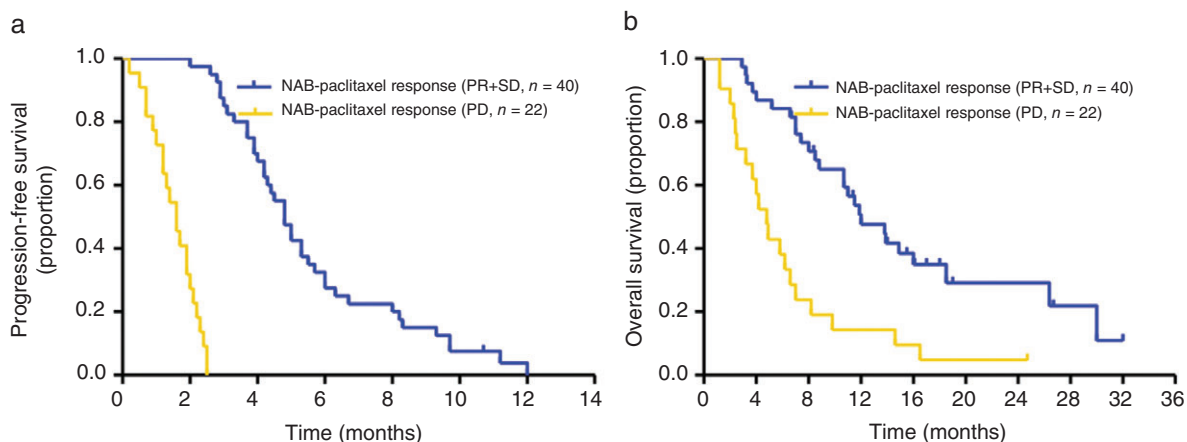 a
1.0
0.8
0.6
0.4
0.2
0.0
Progression-free survival
(proportion)
NAB-paclitaxel response (PR+SD, n = 40)
NAB-paclitaxel response (PD, n = 22)
0 2 4 6 8 10 12 14
Time (months)
b
1.0
0.8
0.6
0.4
0.2
0.0
Overall survival (proportion)
NAB-paclitaxel response (PR+SD, n = 40)
NAB-paclitaxel response (PD, n = 22)
0 4 8 12 16 20 24 28 32 36
Time (months)